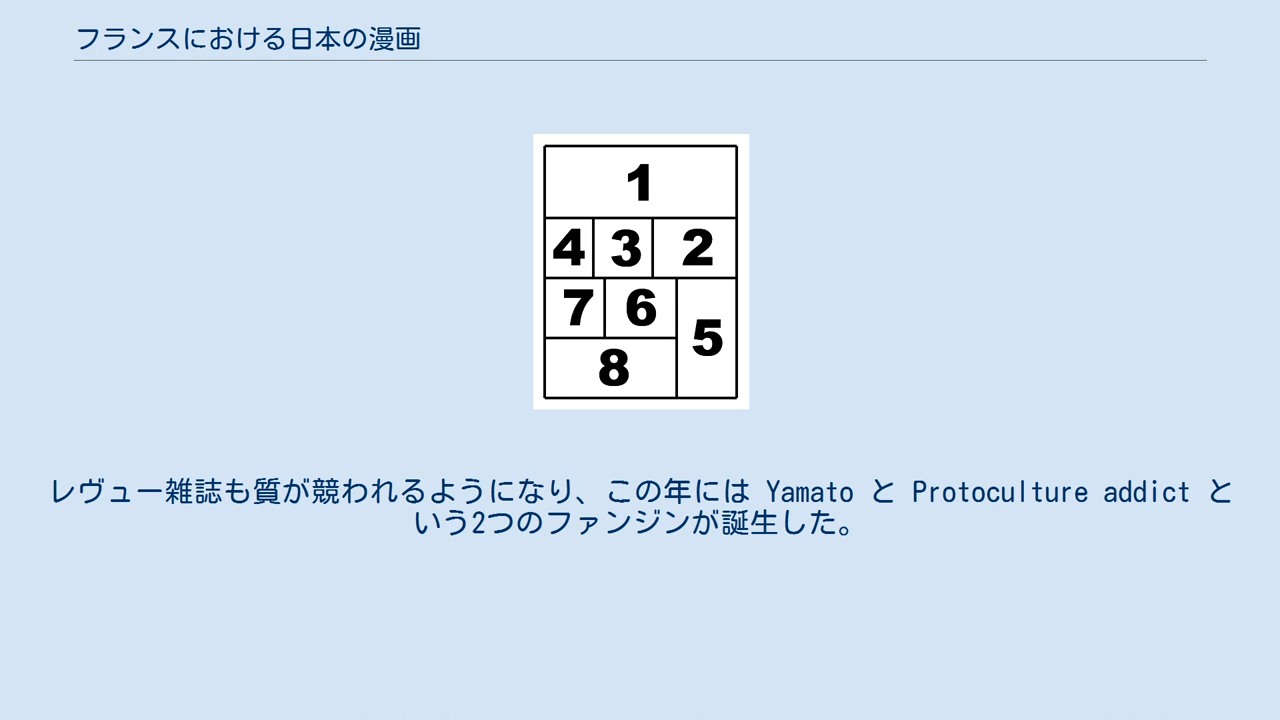 フランスにおける日本の漫画
1
4 3 2
7 6
5
8
レヴュー雑誌も質が競われるようになり、この年には Yamato と Protoculture addict と
いう2つのファンジンが誕生した。